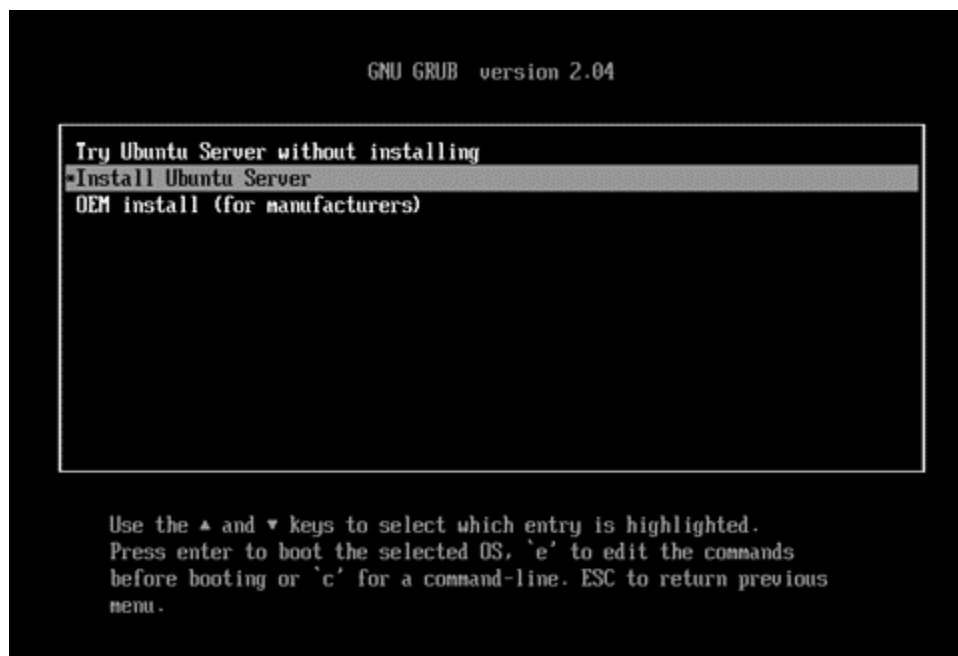 GNU GRUB version 2.04
Try Ubuntu Server without installing
*Install Ubuntu Server
OEM install (for manufacturers)
Use the ▲ and ▼ keys to select which entry is highlighted.
Press enter to boot the selected OS, `e' to edit the commands
before booting or `c' for a command-line. ESC to return previous
menu.